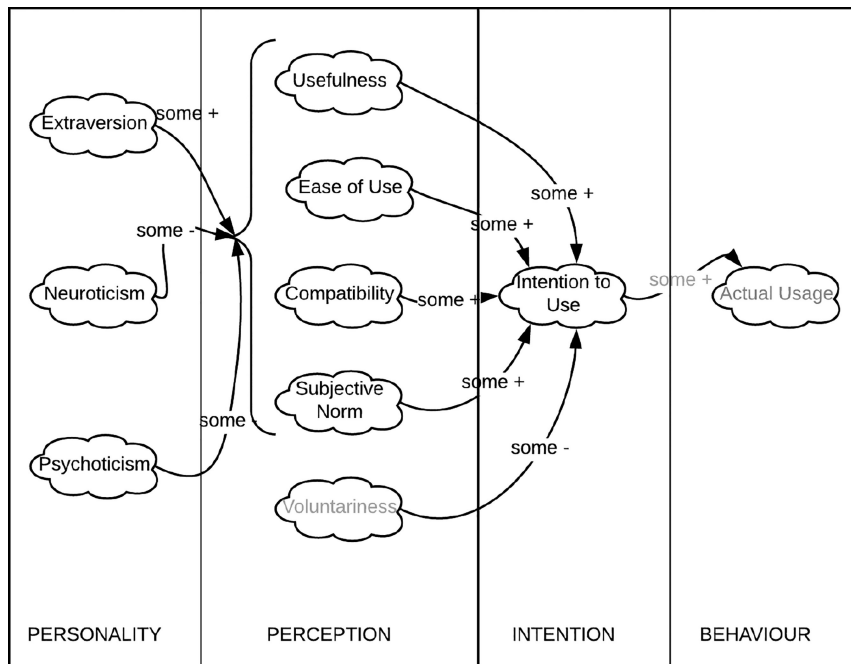 Extraversion
some +
Neuroticism
some -
Psychoticism
some -
Usefulness
some +
Ease of Use
some +
Compatibility
some +
Subjective
Norm
some +
Voluntariness
some -
Intention to
Use
some +
Actual Usage
PERSONALITY
PERCEPTION
INTENTION
BEHAVIOUR